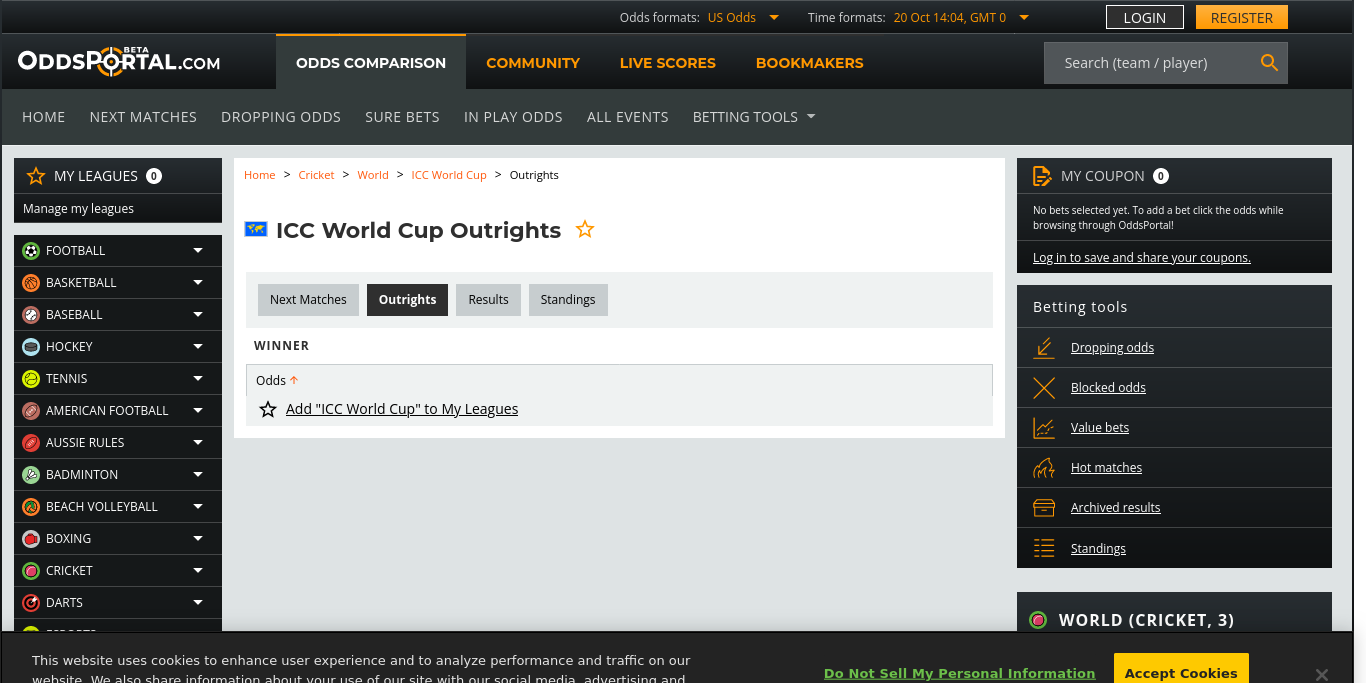 Odds formats: US Odds
Time formats: 20 Oct 14:04, GMT 0
LOGIN
REGISTER
ODDSPORTAL.COM
BETA
ODDS COMPARISON
COMMUNITY
LIVE SCORES
BOOKMAKERS
Search (team / player)
HOME
NEXT MATCHES
DROPPING ODDS
SURE BETS
IN PLAY ODDS
ALL EVENTS
BETTING TOOLS
MY LEAGUES 0
Manage my leagues
FOOTBALL
BASKETBALL
BASEBALL
HOCKEY
TENNIS
AMERICAN FOOTBALL
AUSSIE RULES
BADMINTON
BEACH VOLLEYBALL
BOXING
CRICKET
DARTS
Home > Cricket > World > ICC World Cup > Outrights
ICC World Cup Outrights
Next Matches
Outrights
Results
Standings
WINNER
Odds
Add "ICC World Cup" to My Leagues
MY COUPON 0
No bets selected yet. To add a bet click the odds while
browsing through OddsPortal!
Log in to save and share your coupons.
Betting tools
Dropping odds
Blocked odds
Value bets
Hot matches
Archived results
Standings
WORLD (CRICKET, 3)
This website uses cookies to enhance user experience and to analyze performance and traffic on our
website. We also share information about your use of our site with our social media, advertising and
Do Not Sell My Personal Information
Accept Cookies